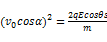 (v₀cosα)² = 2qEcosθs/m